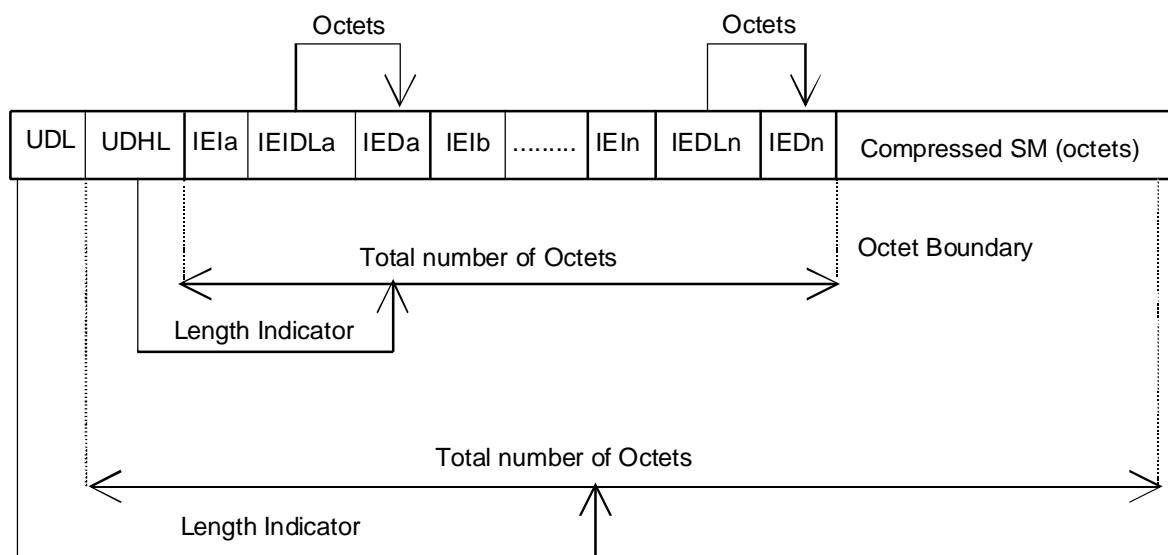 Octets Octets
UDL UDHL IEIa IEIDLa IEDa IEIb ......... IEIn IEDLn IEDn Compressed SM (octets)
Total number of Octets Octet Boundary
Length Indicator
Total number of Octets
Length Indicator